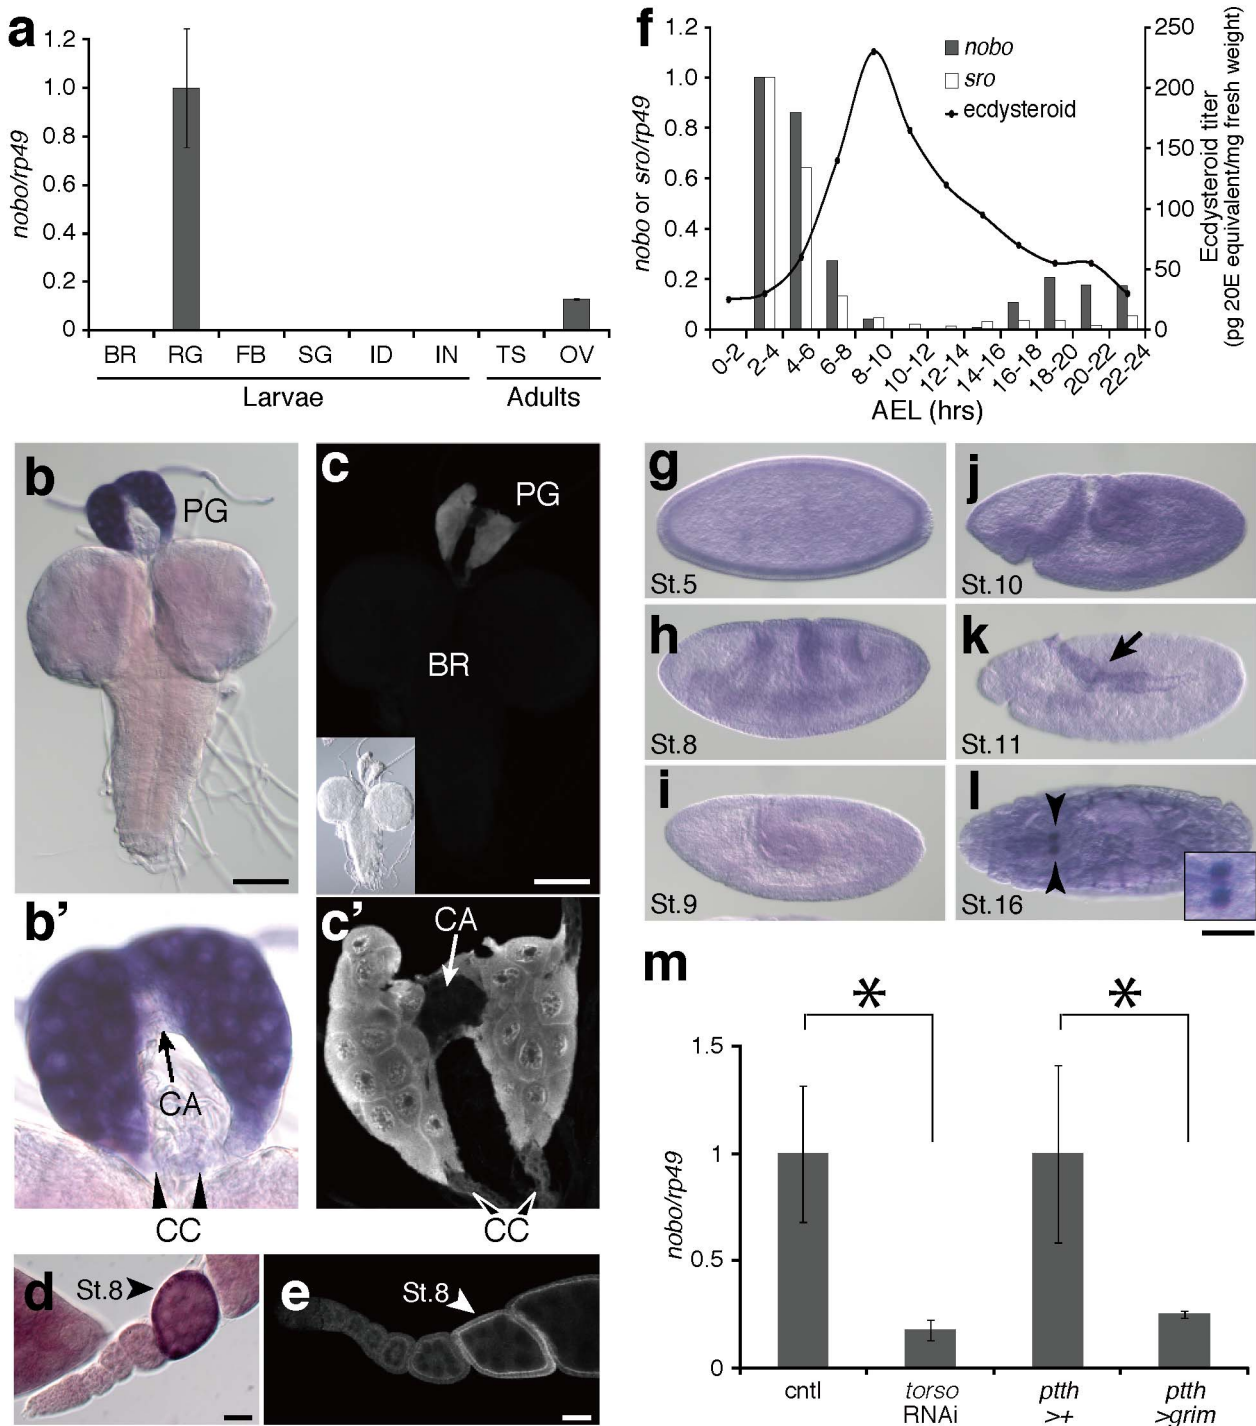 a
nobo/rp49
1.2
1.0
0.8
0.6
0.4
0.2
0
BR RG FB SG ID IN TS OV
Larvae Adults
f
nobo or sro/rp49
1.2
1.0
0.8
0.6
0.4
0.2
0
nobo
sro
ecdysteroid
250
200
150
100
50
0
Ecdysteroid titer
(pg 20E equivalent/mg fresh weight)
0-2 2-4 4-6 6-8 8-10 10-12 12-14 14-16 16-18 18-20 20-22 22-24
AEL (hrs)
b
PG
c
PG
BR
b'
CA
CC
c'
CA
CC
d
St.8
e
St.8
g
St.5
h
St.8
i
St.9
j
St.10
k
St.11
l
St.16
m
nobo/rp49
1.5
1
0.5
0
*
*
cntl
torso
RNAi
ptth
>+
ptth
>grim